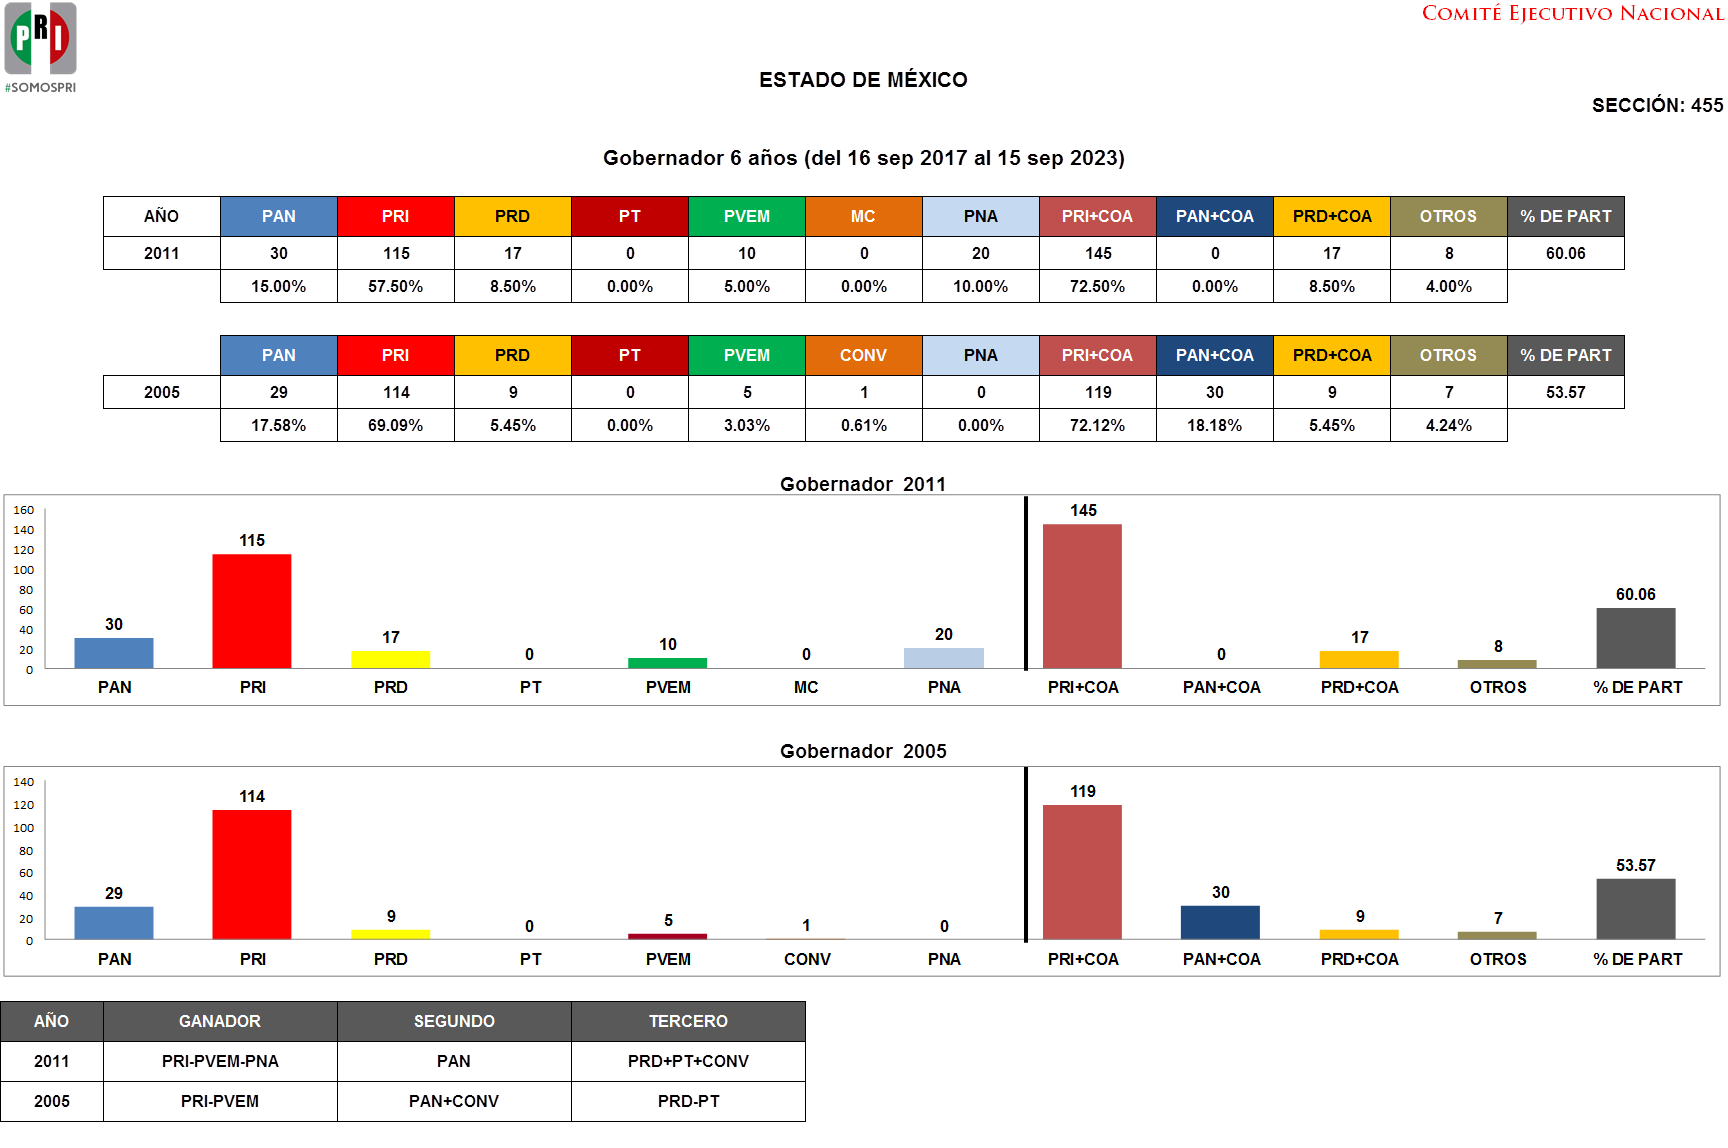 PRI
#SOMOSPRI
COMITÉ EJECUTIVO NACIONAL
ESTADO DE MÉXICO
SECCIÓN: 455
Gobernador 6 años (del 16 sep 2017 al 15 sep 2023)
AÑO PAN PRI PRD PT PVEM MC PNA PRI+COA PAN+COA PRD+COA OTROS % DE PART
2011 30 115 17 0 10 0 20 145 0 17 8 60.06
15.00% 57.50% 8.50% 0.00% 5.00% 0.00% 10.00% 72.50% 0.00% 8.50% 4.00%
PAN PRI PRD PT PVEM CONV PNA PRI+COA PAN+COA PRD+COA OTROS % DE PART
2005 29 114 9 0 5 1 0 119 30 9 7 53.57
17.58% 69.09% 5.45% 0.00% 3.03% 0.61% 0.00% 72.12% 18.18% 5.45% 4.24%
Gobernador 2011
160
140
120
100
80
60
40
20
0
30 115 17 0 10 0 20 145 0 17 8 60.06
PAN PRI PRD PT PVEM MC PNA PRI+COA PAN+COA PRD+COA OTROS % DE PART
Gobernador 2005
140
120
100
80
60
40
20
0
29 114 9 0 5 1 0 119 30 9 7 53.57
PAN PRI PRD PT PVEM CONV PNA PRI+COA PAN+COA PRD+COA OTROS % DE PART
AÑO GANADOR SEGUNDO TERCERO
2011 PRI-PVEM-PNA PAN PRD+PT+CONV
2005 PRI-PVEM PAN+CONV PRD-PT